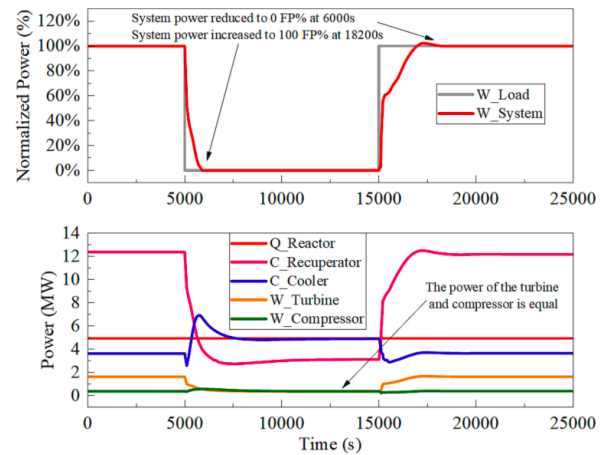 System power reduced to 0 FP% at 6000s
System power increased to 100 FP% at 18200s
Normalized Power (%)
120%
100%
80%
60%
40%
20%
0%
W_Load
W_System
0
5000
10000
15000
20000
25000
Power (MW)
14
12
10
8
6
4
2
0
Q_Reactor
C_Recuperator
C_Cooler
W_Turbine
W_Compressor
The power of the turbine
and compressor is equal
0
5000
10000
15000
20000
25000
Time (s)